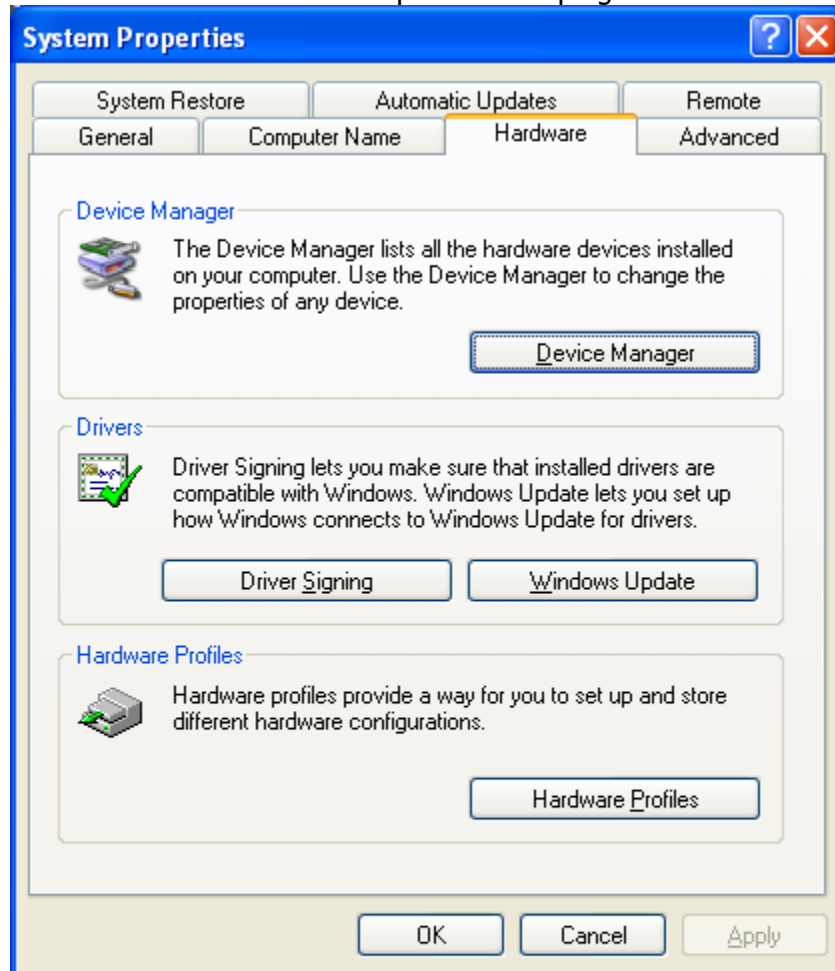 System Properties
System Restore Automatic Updates Remote
General Computer Name Hardware Advanced
Device Manager
The Device Manager lists all the hardware devices installed
on your computer. Use the Device Manager to change the
properties of any device.
Device Manager
Drivers
Driver Signing lets you make sure that installed drivers are
compatible with Windows. Windows Update lets you set up
how Windows connects to Windows Update for drivers.
Driver Signing Windows Update
Hardware Profiles
Hardware profiles provide a way for you to set up and store
different hardware configurations.
Hardware Profiles
OK Cancel Apply